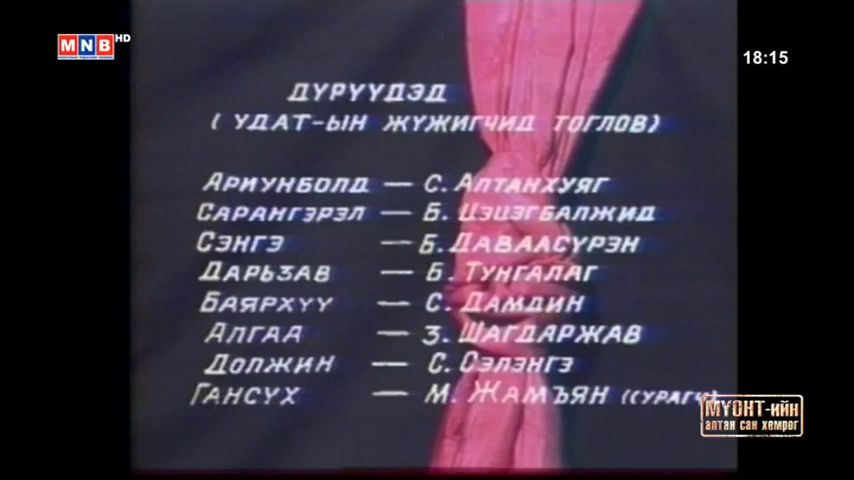 MNB HD
18:15
ДҮРҮҮДЭД
( УДАТ-ЫН ЖҮЖИГЧИД ТОГЛОВ)
АРИУНБОЛД — С. АЛТАНХУЯГ
САРАНГЭРЭЛ — Б. ЦЭЦЭГБАЛЖИД
СЭНГЭ — Б. ДАВААСҮРЭН
ДАРЬЗАВ — Б. ТУНГАЛАГ
БАЯРХҮҮ — С. ДАМДИН
АЛГАА — З. ШАГДАРЖАВ
ДОЛЖИН — С. СЭЛЭНГЭ
ГАНСҮХ — М. ЖАМЪЯН
МҮОНТ-ийн
алтан сан хөмрөг